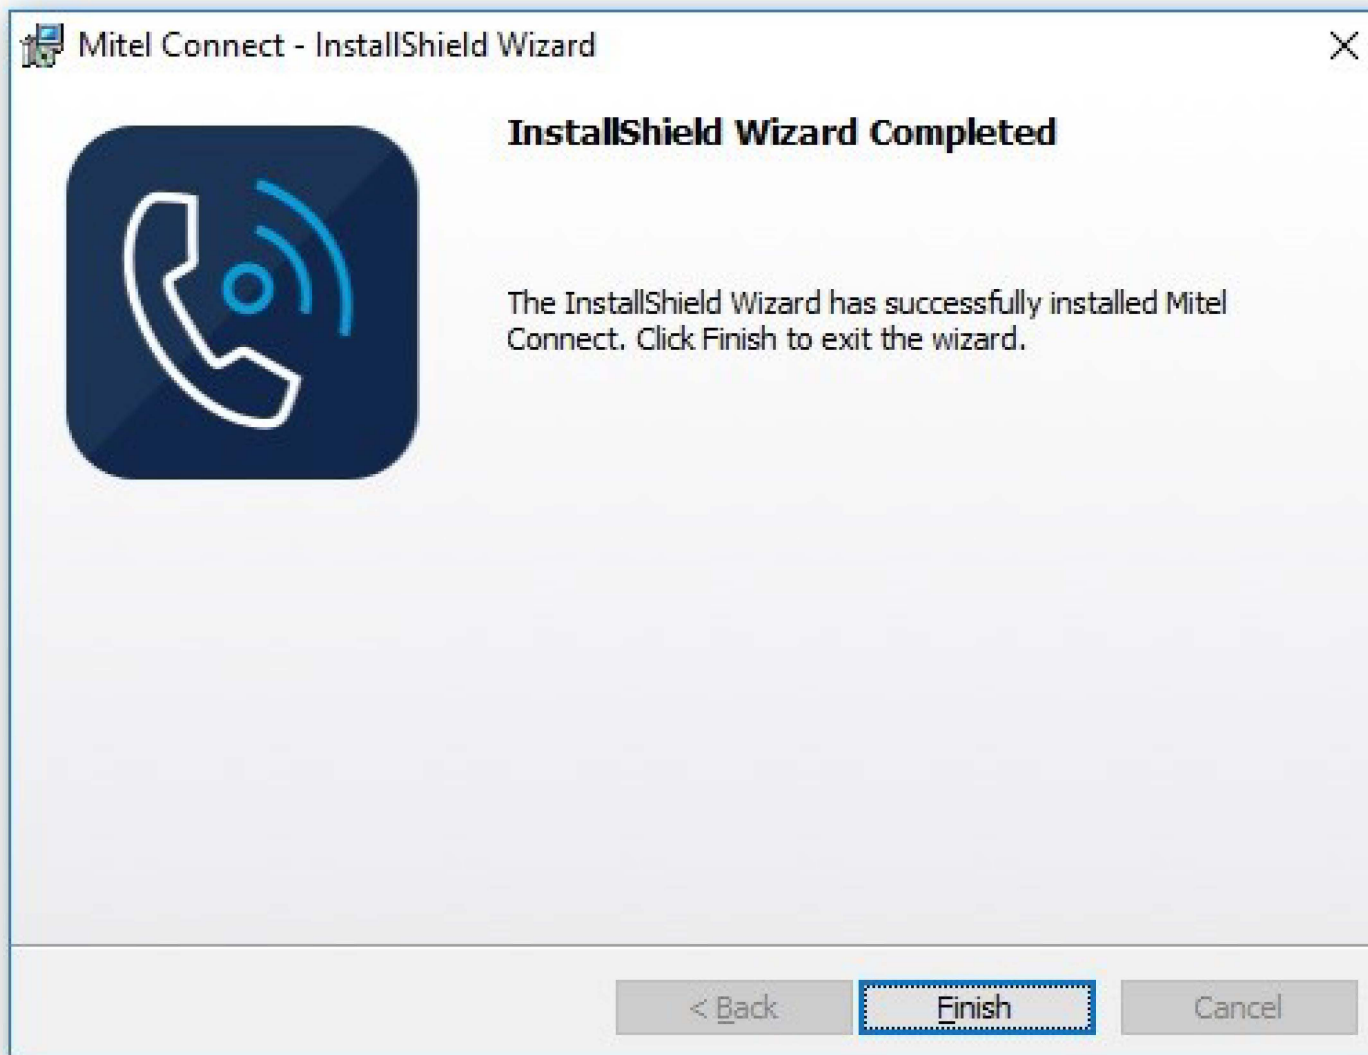 Mitel Connect - InstallShield Wizard
InstallShield Wizard Completed
The InstallShield Wizard has successfully installed Mitel
Connect. Click Finish to exit the wizard.
< Back
Finish
Cancel